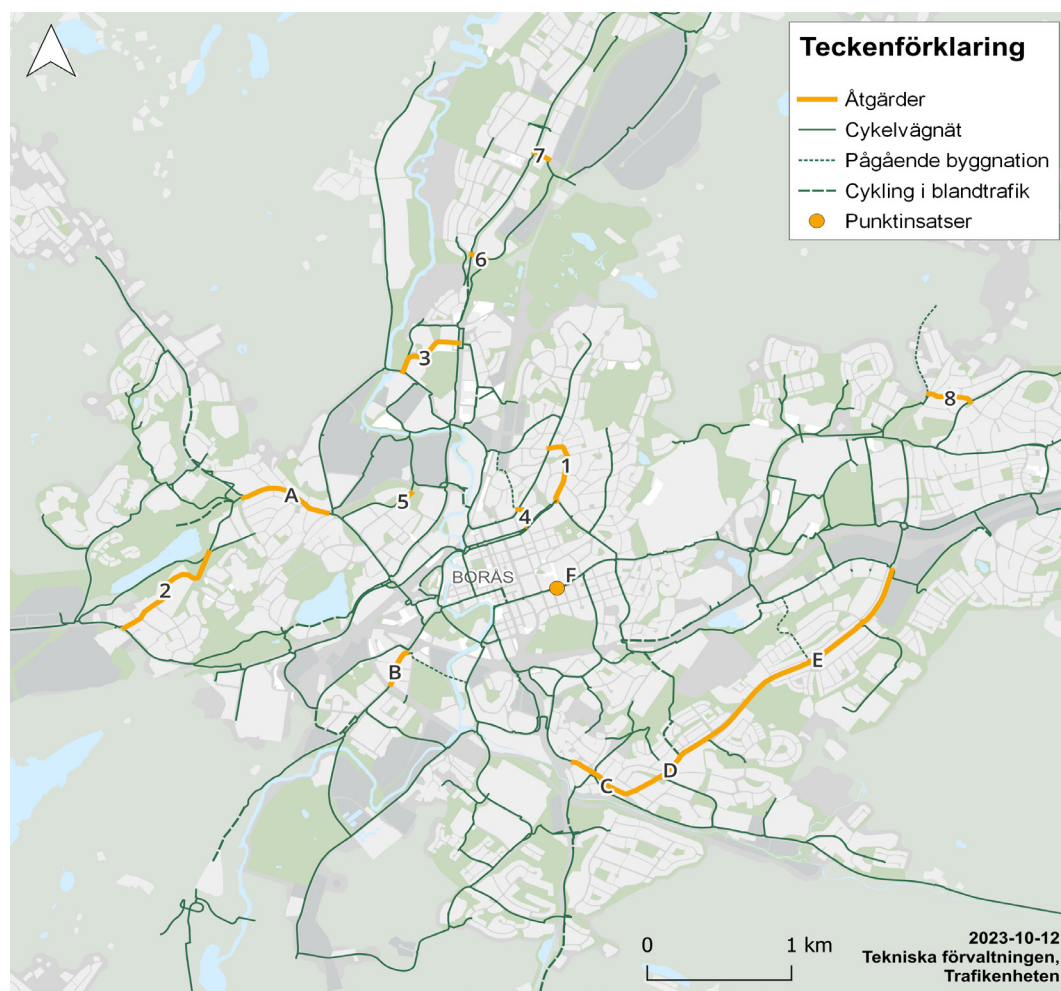 Teckenförklaring
Åtgärder
Cykelvägnät
Pågående byggnation
Cykling i blandtrafik
Punktinsatser
7
6
3
8
1
A
5
4
2
BORÅS
F
E
B
D
C
0
1 km
2023-10-12
Tekniska förvaltningen,
Trafikenheten